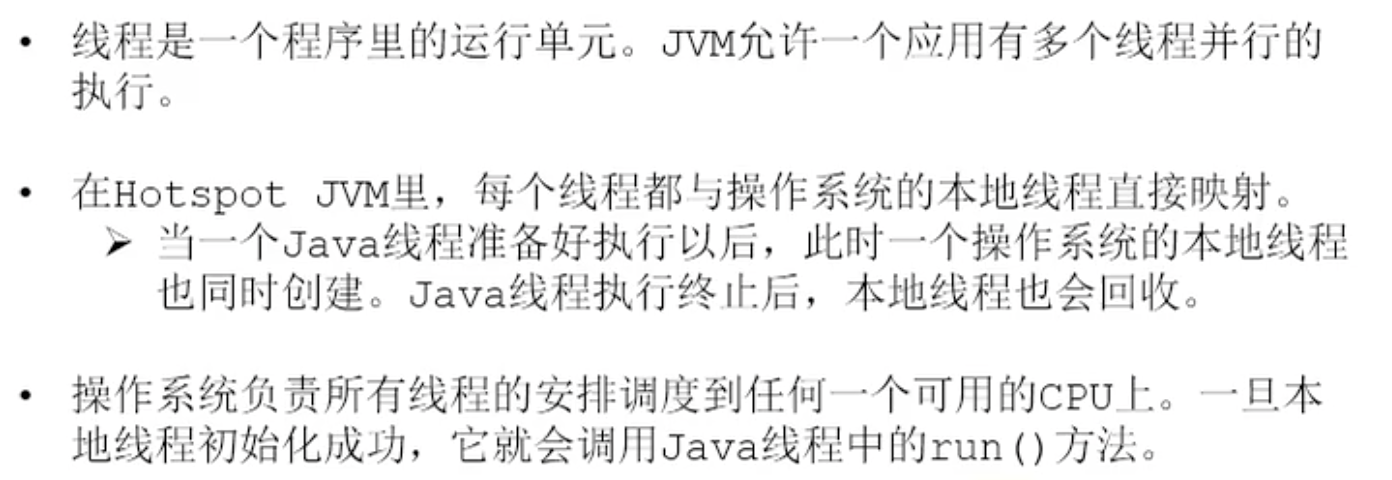 • 线程是一个程序里的运行单元。JVM允许一个应用有多个线程并行的
执行。
• 在Hotspot JVM里，每个线程都与操作系统的本地线程直接映射。
➢ 当一个Java线程准备好执行以后，此时一个操作系统的本地线程
也同时创建。Java线程执行终止后，本地线程也会回收。
• 操作系统负责所有线程的安排调度到任何一个可用的CPU上。一旦本
地线程初始化成功，它就会调用Java线程中的run()方法。